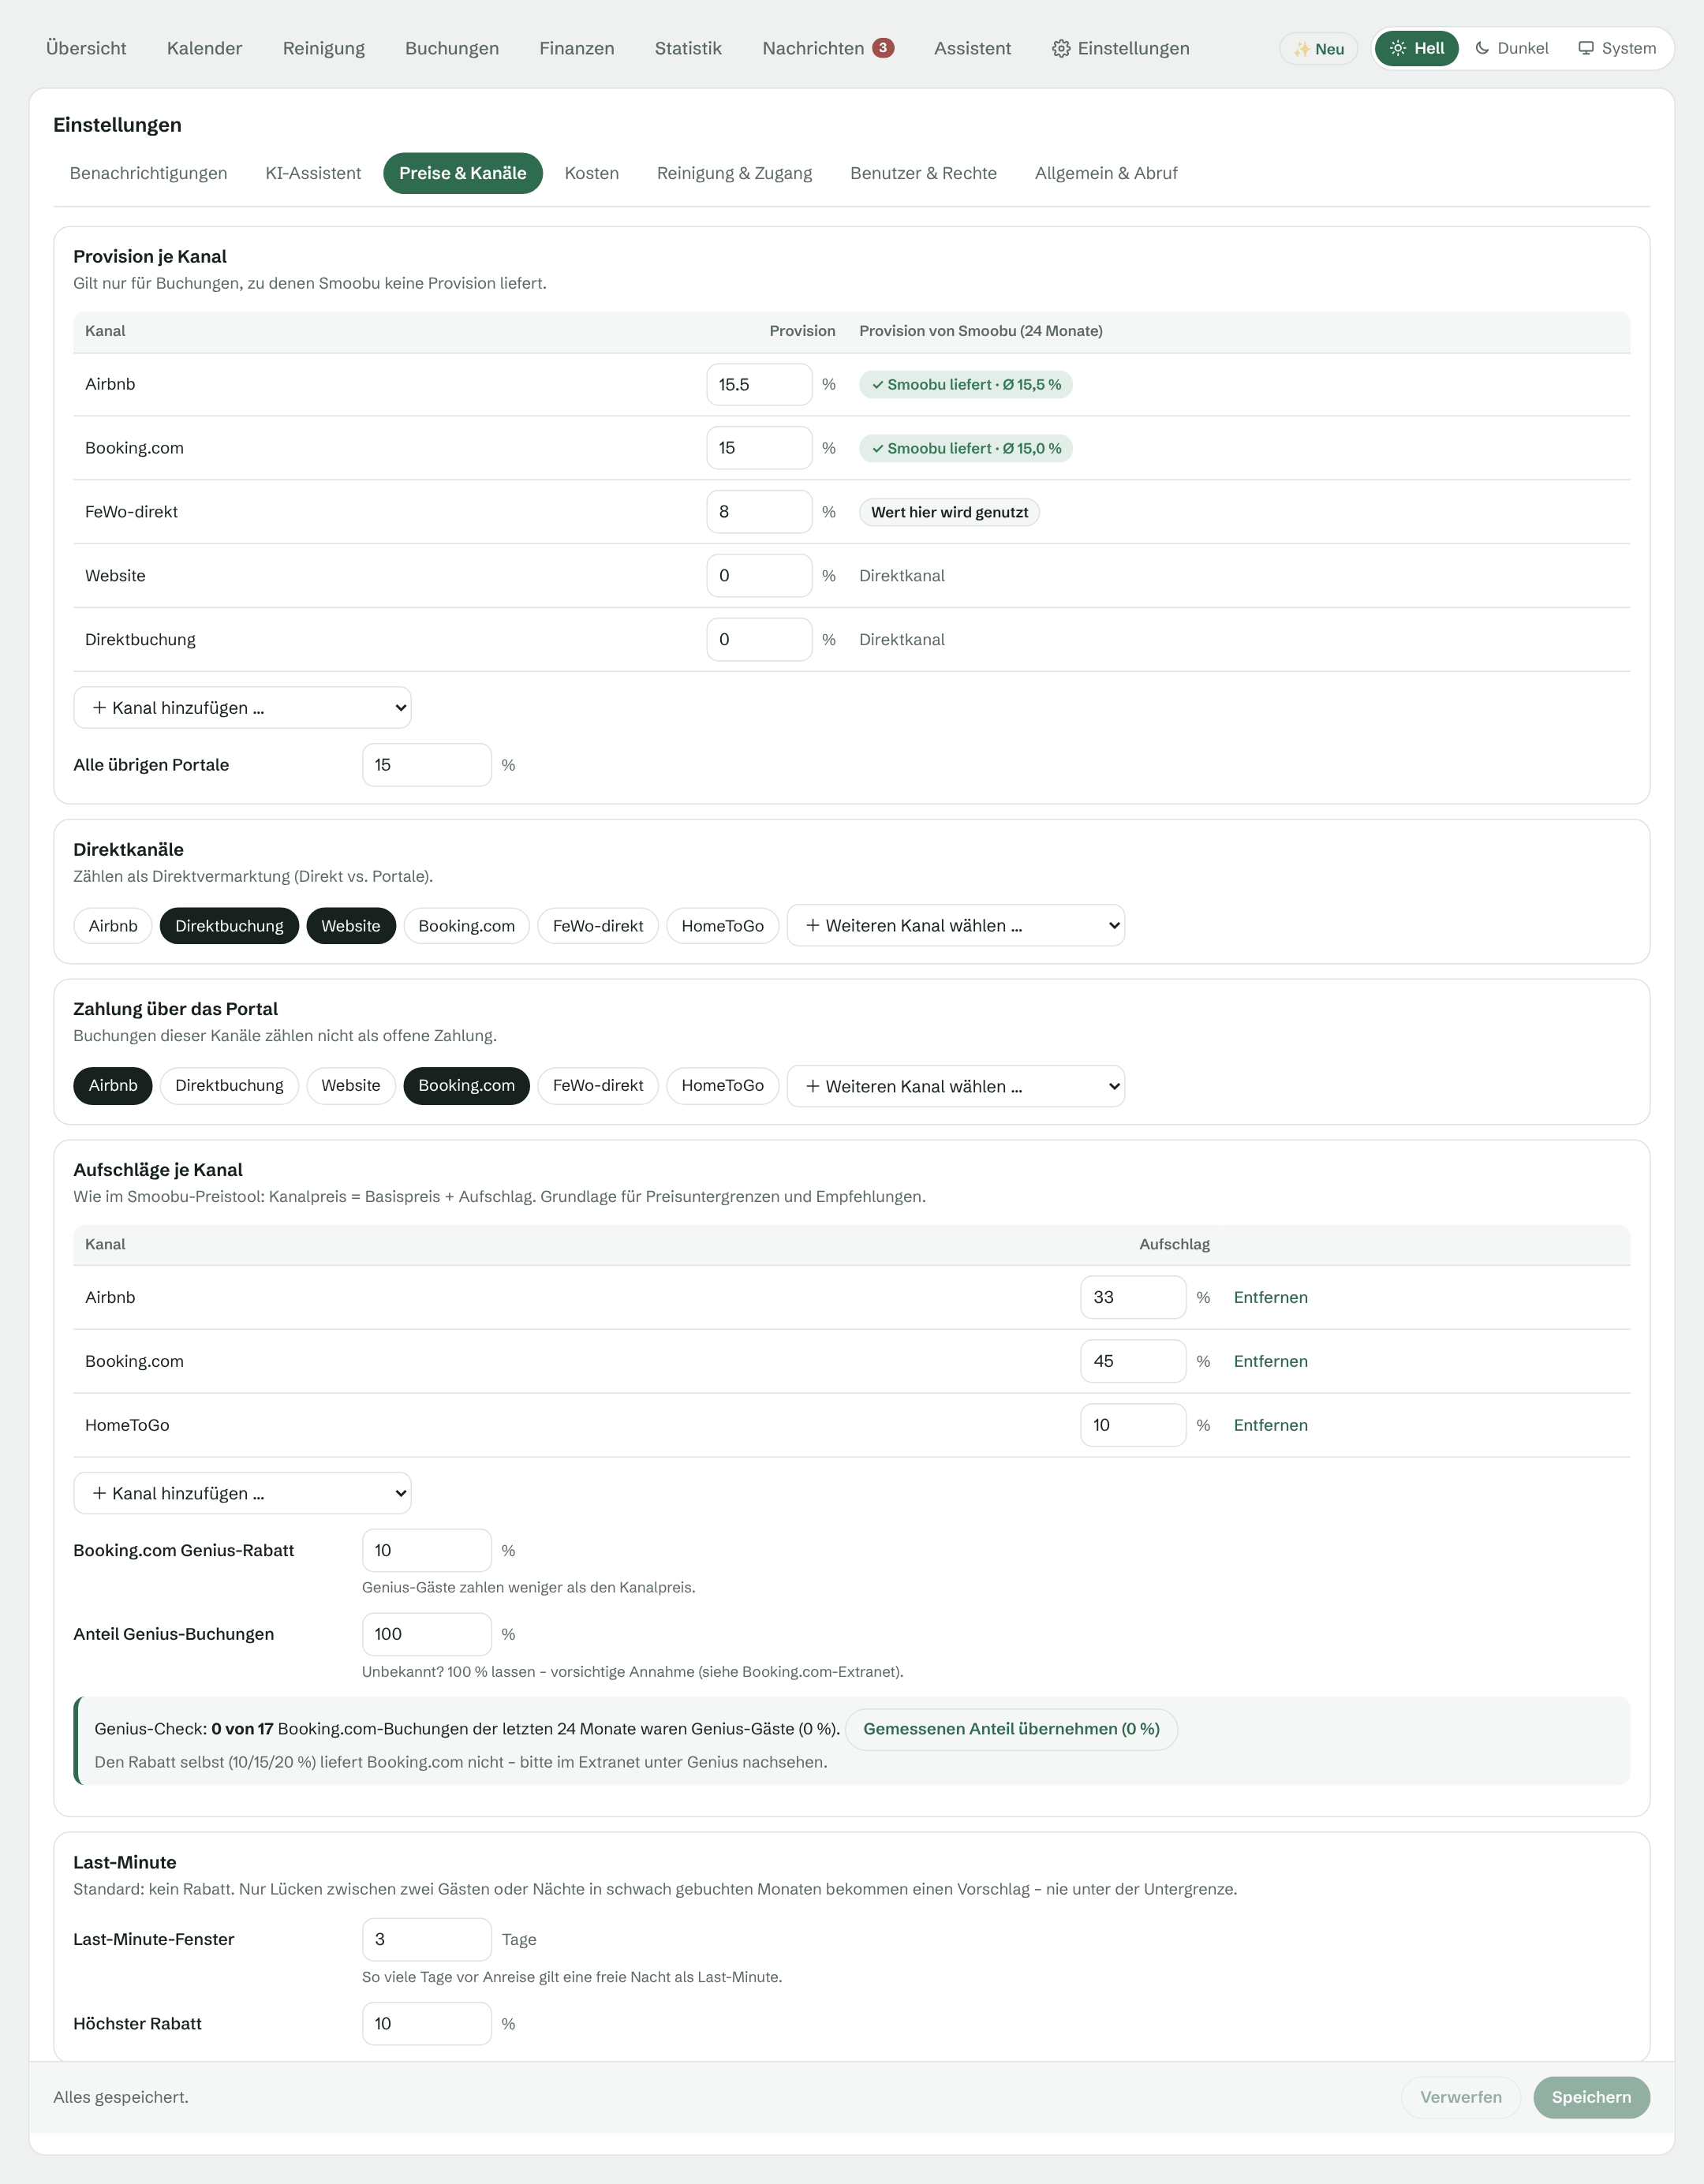 Übersicht Kalender Reinigung Buchungen Finanzen Statistik Nachrichten 3 Assistent Einstellungen ✨ Neu Hell Dunkel System
Einstellungen
Benachrichtigungen KI-Assistent Preise & Kanäle Kosten Reinigung & Zugang Benutzer & Rechte Allgemein & Abruf
Provision je Kanal
Gilt nur für Buchungen, zu denen Smoobu keine Provision liefert.
Kanal Provision Provision von Smoobu (24 Monate)
Airbnb 15.5 % ✓ Smoobu liefert · Ø 15,5 %
Booking.com 15 % ✓ Smoobu liefert · Ø 15,0 %
FeWo-direkt 8 % Wert hier wird genutzt
Website 0 % Direktkanal
Direktbuchung 0 % Direktkanal
+ Kanal hinzufügen ...
Alle übrigen Portale 15 %
Direktkanäle
Zählen als Direktvermarktung (Direkt vs. Portale).
Airbnb Direktbuchung Website Booking.com FeWo-direkt HomeToGo + Weiteren Kanal wählen ...
Zahlung über das Portal
Buchungen dieser Kanäle zählen nicht als offene Zahlung.
Airbnb Direktbuchung Website Booking.com FeWo-direkt HomeToGo + Weiteren Kanal wählen ...
Aufschläge je Kanal
Wie im Smoobu-Preistool: Kanalpreis = Basispreis + Aufschlag. Grundlage für Preisuntergrenzen und Empfehlungen.
Kanal Aufschlag
Airbnb 33 % Entfernen
Booking.com 45 % Entfernen
HomeToGo 10 % Entfernen
+ Kanal hinzufügen ...
Booking.com Genius-Rabatt 10 %
Genius-Gäste zahlen weniger als den Kanalpreis.
Anteil Genius-Buchungen 100 %
Unbekannt? 100 % lassen – vorsichtige Annahme (siehe Booking.com-Extranet).
Genius-Check: 0 von 17 Booking.com-Buchungen der letzten 24 Monate waren Genius-Gäste (0 %). Gemessenen Anteil übernehmen (0 %)
Den Rabatt selbst (10/15/20 %) liefert Booking.com nicht – bitte im Extranet unter Genius nachsehen.
Last-Minute
Standard: kein Rabatt. Nur Lücken zwischen zwei Gästen oder Nächte in schwach gebuchten Monaten bekommen einen Vorschlag – nie unter der Untergrenze.
Last-Minute-Fenster 3 Tage
So viele Tage vor Anreise gilt eine freie Nacht als Last-Minute.
Höchster Rabatt 10 %
Alles gespeichert. Verwerfen Speichern